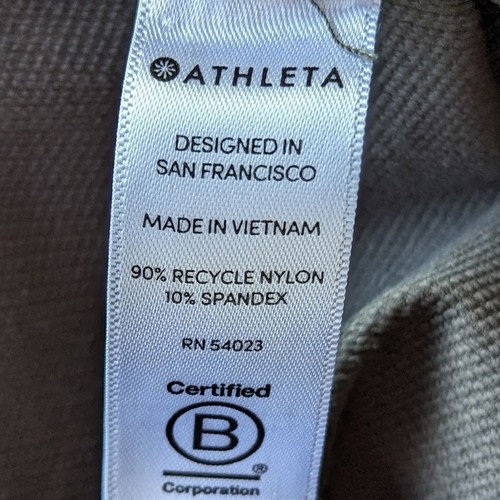 ATHLETA
DESIGNED IN
SAN FRANCISCO
MADE IN VIETNAM
90% RECYCLE NYLON
10% SPANDEX
RN 54023
Certified
B
®
Corporation